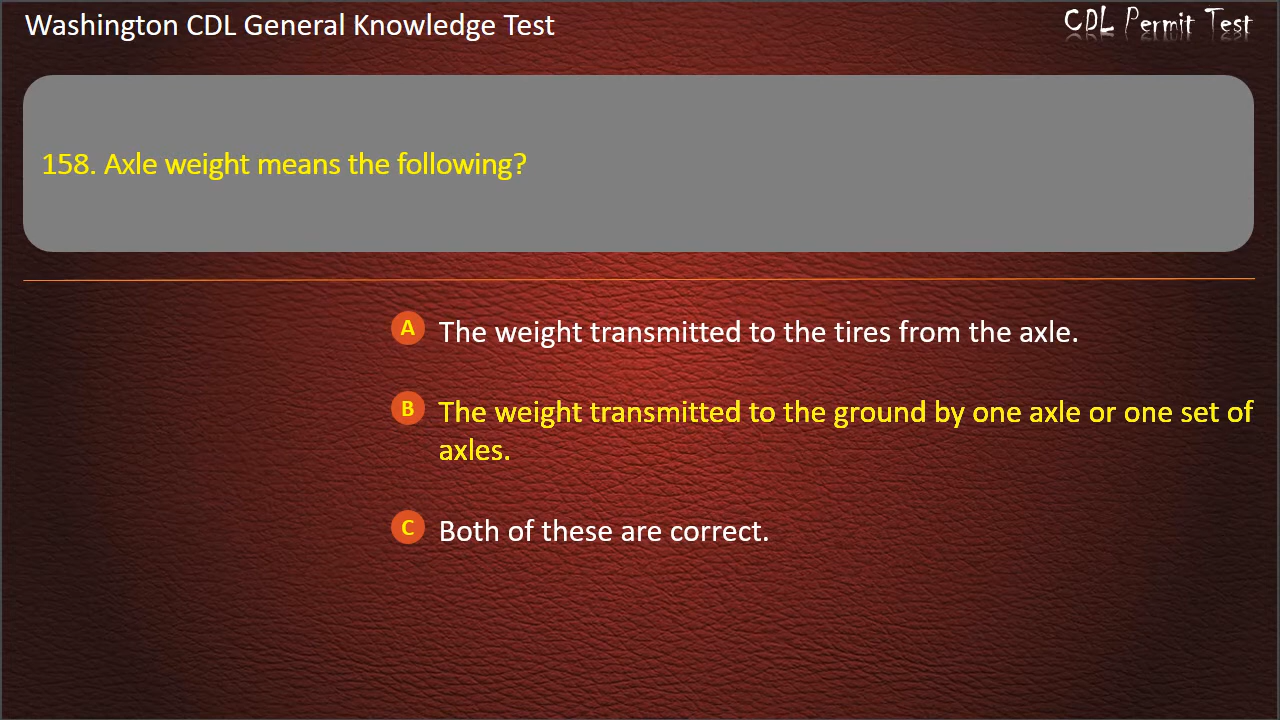 Washington CDL General Knowledge Test
CDL Permit Test
158. Axle weight means the following?
A The weight transmitted to the tires from the axle.
B The weight transmitted to the ground by one axle or one set of
axles.
C Both of these are correct.